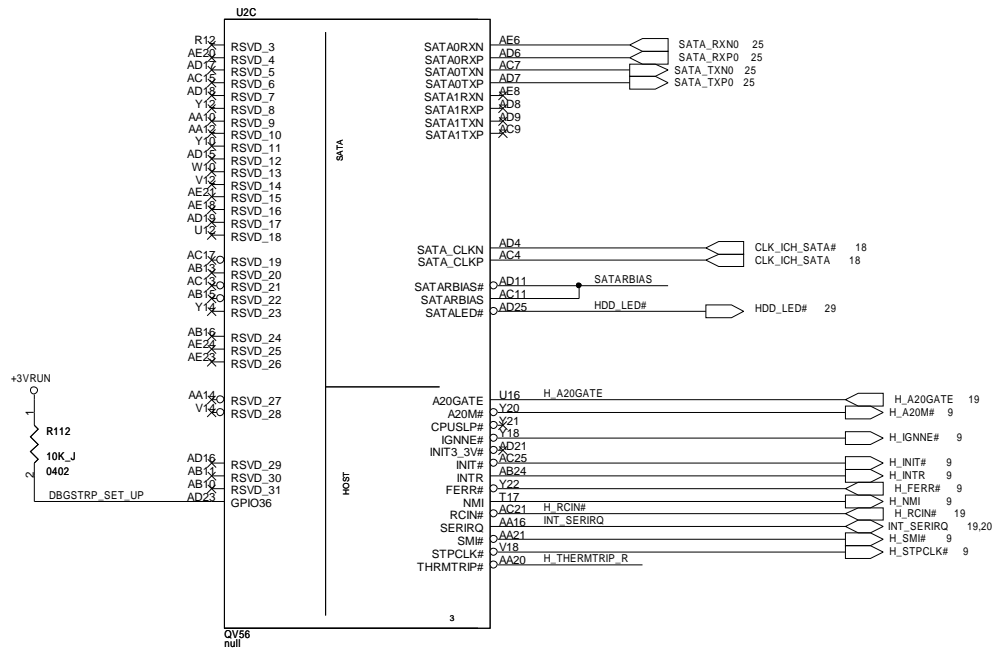 U2C
R12 RSVD_3
AE20 RSVD_4
AD17 RSVD_5
AC15 RSVD_6
AD18 RSVD_7
Y12 RSVD_8
AA10 RSVD_9
AA12 RSVD_10
Y10 RSVD_11
AD15 RSVD_12
W10 RSVD_13
V12 RSVD_14
AE21 RSVD_15
AE18 RSVD_16
AD19 RSVD_17
U12 RSVD_18
AC17 RSVD_19
AB13 RSVD_20
AC13 RSVD_21
AB15 RSVD_22
Y14 RSVD_23
AB16 RSVD_24
AE24 RSVD_25
AE23 RSVD_26
AA14 RSVD_27
V14 RSVD_28
AD16 RSVD_29
AB11 RSVD_30
AB10 RSVD_31
DBGSTRP_SET_UP AD23 GPIO36
+3VRUN
1
R112
10K_J
2 0402
SATA
HOST
SATA0RXN AE6 SATA_RXN0 25
SATA0RXP AD6 SATA_RXP0 25
SATA0TXN AC7 SATA_TXN0 25
SATA0TXP AD7 SATA_TXP0 25
SATA1RXN AE8
SATA1RXP AD8
SATA1TXN AD9
SATA1TXP AC9
SATA_CLKN AD4 CLK_ICH_SATA# 18
SATA_CLKP AC4 CLK_ICH_SATA 18
SATARBIAS# AD11 SATARBIAS
SATARBIAS AC11
SATALED# AD25 HDD_LED# HDD_LED# 29
A20GATE U16 H_A20GATE H_A20GATE 19
A20M# Y20 H_A20M# 9
CPUSLP# Y21
IGNNE# Y18 H_IGNNE# 9
INIT3_3V# AD21
INIT# AC25 H_INIT# 9
INTR AB24 H_INTR 9
FERR# Y22 H_FERR# 9
NMI T17 H_NMI 9
RCIN# AC21 H_RCIN# H_RCIN# 19
SERIRQ AA16 INT_SERIRQ INT_SERIRQ 19,20
SMI# AA21 H_SMI# 9
STPCLK# V18 H_STPCLK# 9
THRMTRIP# AA20 H_THERMTRIP_R
3
QV56
null